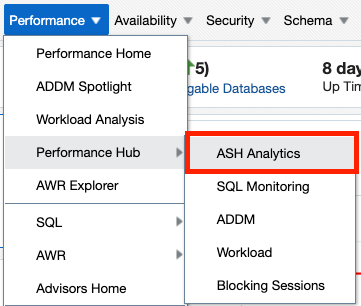 Performance Availability Security Schema
Performance Home
ADDM Spotlight
Workload Analysis
Performance Hub
AWR Explorer
SQL
AWR
Advisors Home
5)
gable Databases
8 day
Up Tim
ASH Analytics
SQL Monitoring
ADDM
Workload
Blocking Sessions